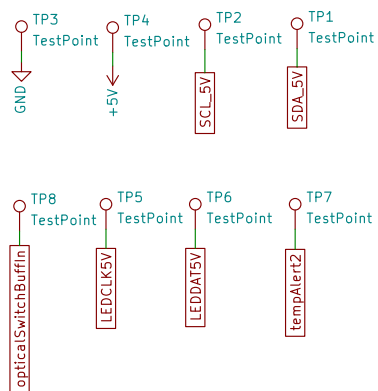 TP3
TestPoint
GND
TP4
TestPoint
+5V
TP2
TestPoint
SCL_5V
TP1
TestPoint
SDA_5V
TP8
TestPoint
opticalSwitchBuffIn
TP5
TestPoint
LEDCLK5V
TP6
TestPoint
LEDDAT5V
TP7
TestPoint
tempAlert2